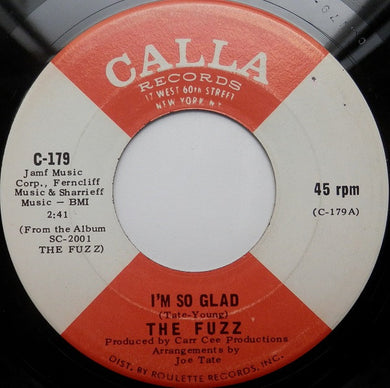 CALLA
RECORDS
17 WEST 60TH STREET
NEW YORK N.Y.
C-179
Jamf Music
Corp., Ferncliff
Music & Sharrieff
Music - BMI
2:41
(From the Album
SC-2001
THE FUZZ)
45 rpm
(C-179A)
I'M SO GLAD
(Tate-Young)
THE FUZZ
Produced by Carr Cee Productions
Arrangements by
Joe Tate
DIST. BY ROULETTE RECORDS, INC.